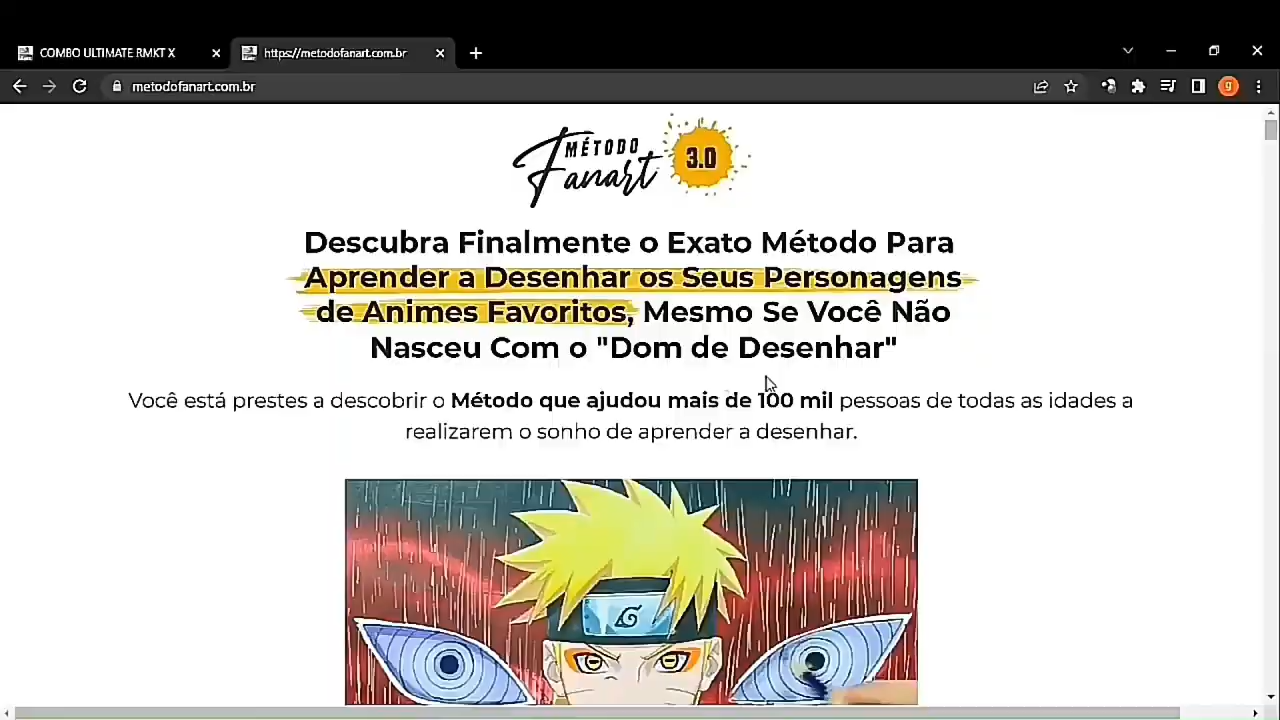 COMBO ULTIMATE RMKT X
https://metodofanart.com.br
metodofanart.com.br
g
MÉTODO
Fanart
3.0
Descubra Finalmente o Exato Método Para
Aprender a Desenhar os Seus Personagens
de Animes Favoritos, Mesmo Se Você Não
Nasceu Com o "Dom de Desenhar"
Você está prestes a descobrir o Método que ajudou mais de 100 mil pessoas de todas as idades a
realizarem o sonho de aprender a desenhar.